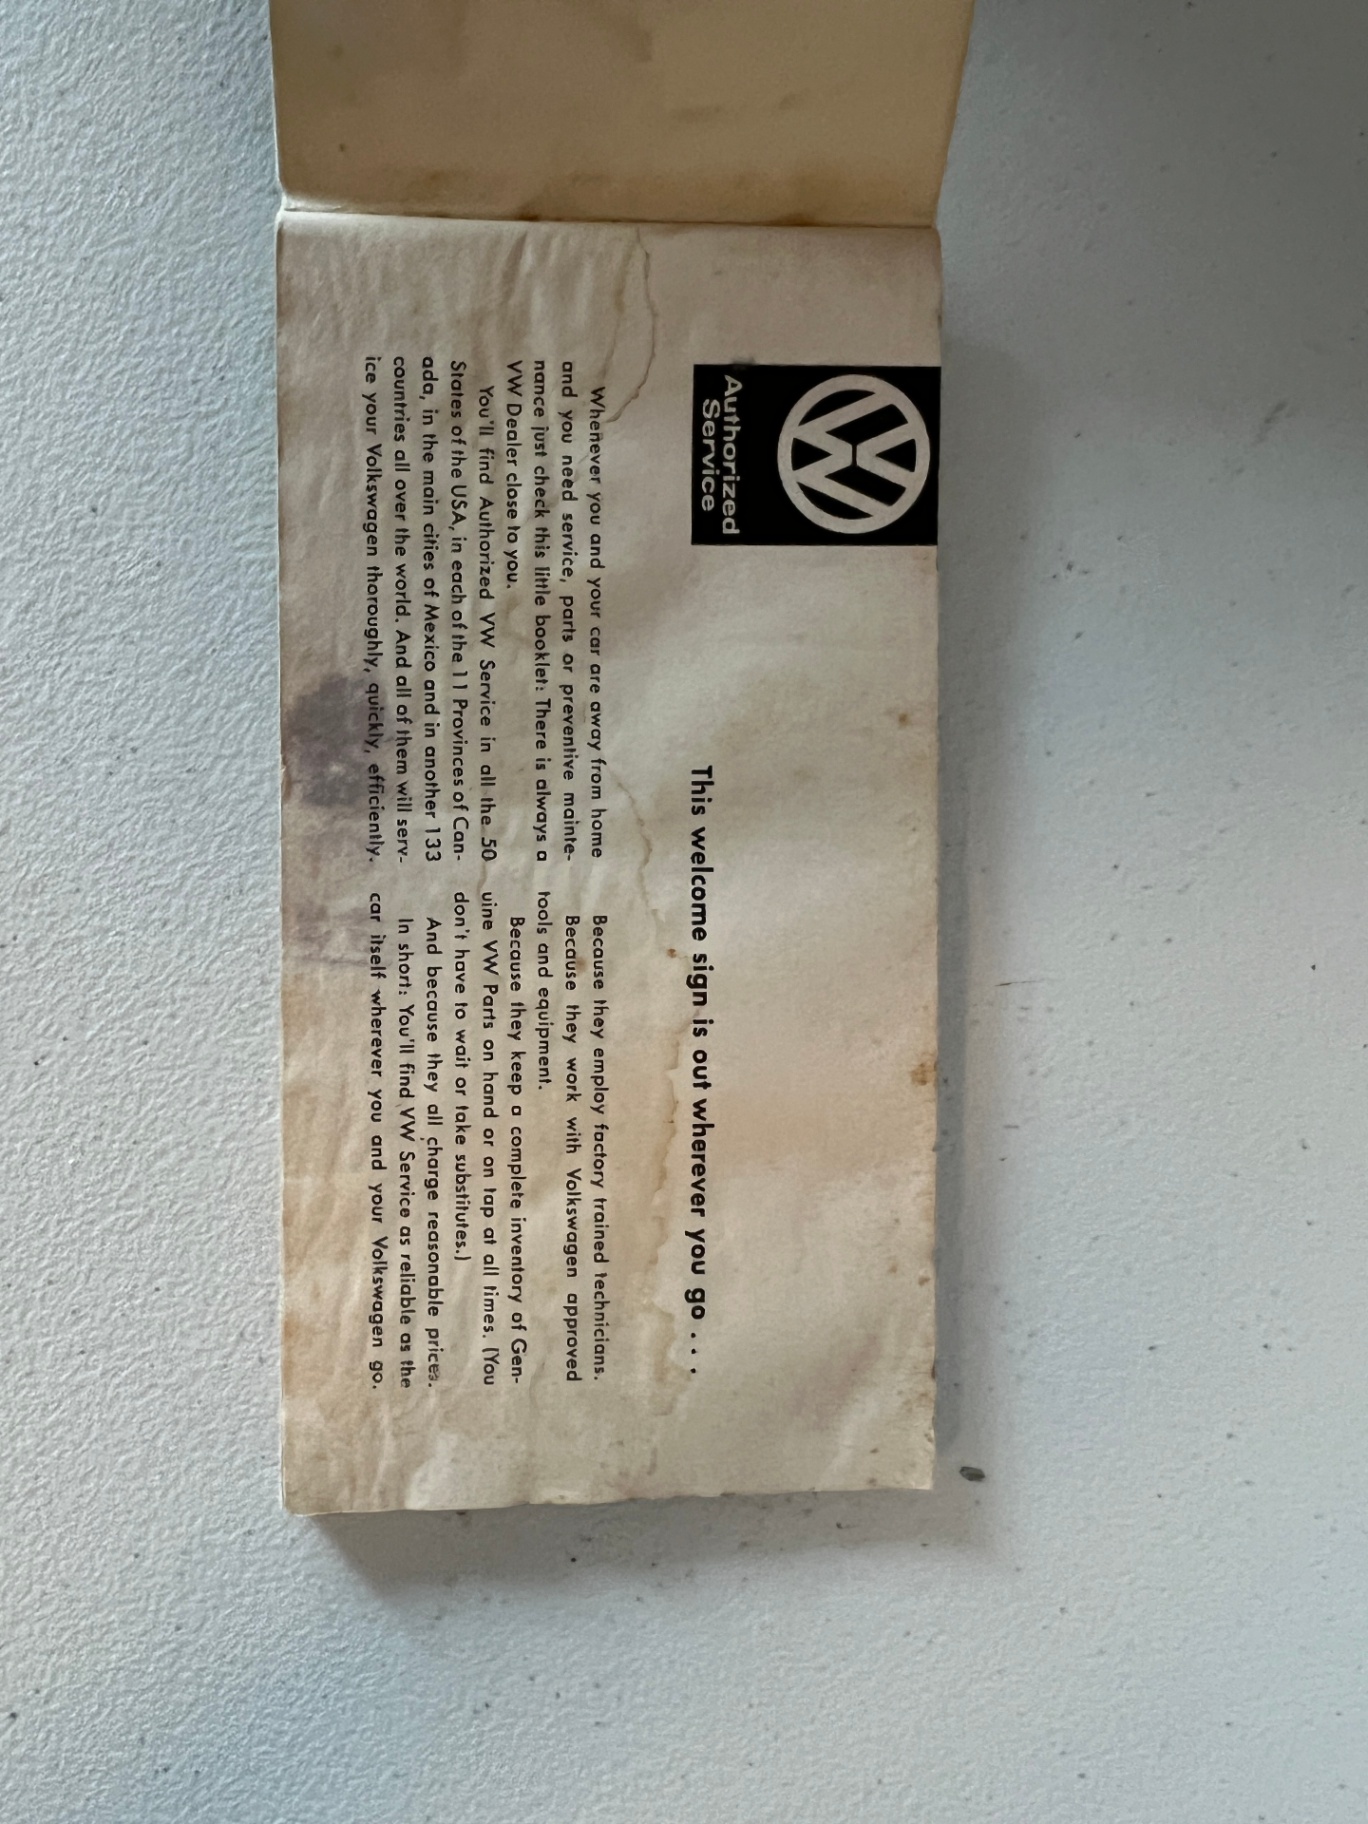 VW
Authorized
Service
This welcome sign is out wherever you go . . .
Whenever you and your car are away from home
and you need service, parts or preventive mainte-
nance just check this little booklet: There is always a
VW Dealer close to you.
You'll find Authorized VW Service in all the 50
States of the USA, in each of the 11 Provinces of Can-
ada, in the main cities of Mexico and in another 133
countries all over the world. And all of them will serv-
ice your Volkswagen thoroughly, quickly, efficiently.
Because they employ factory trained technicians.
Because they work with Volkswagen approved
tools and equipment.
Because they keep a complete inventory of Gen-
uine VW Parts on hand or on tap at all times. (You
don't have to wait or take substitutes.)
And because they all charge reasonable prices.
In short: You'll find VW Service as reliable as the
car itself wherever you and your Volkswagen go.